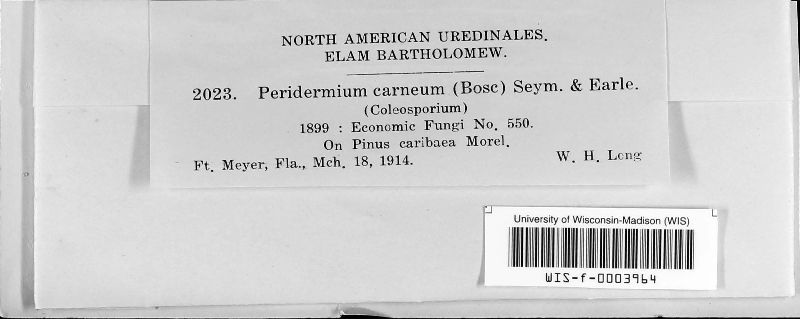 NORTH AMERICAN UREDINALES.
ELAM BARTHOLOMEW.
2023. Peridermium carneum (Bosc) Seym. & Earle.
(Coleosporium)
1899 : Economic Fungi No. 550.
On Pinus caribaea Morel.
Ft. Meyer, Fla., Mch. 18, 1914. W. H. Long
University of Wisconsin-Madison (WIS)
WIS-f-0003964